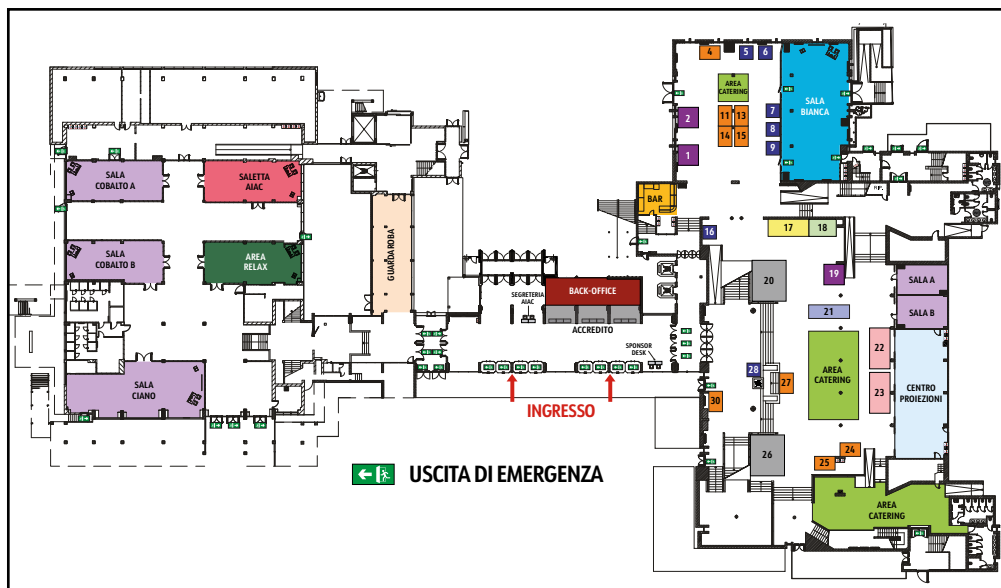 4
5
6
AREA
CATERING
SALA
BIANCA
2
11
13
7
14
15
8
1
9
SALA
COBALTO A
SALETTA
AIAC
BAR
GUARDAROBA
16
17
18
SALA
COBALTO B
AREA
RELAX
20
19
SALA A
SEGRETERIA
AIAC
BACK-OFFICE
ACCREDITO
21
SALA B
SPONSOR
DESK
22
AREA
CATERING
28
27
CENTRO
PROIEZIONI
SALA
CIANO
23
30
INGRESSO
24
25
26
USCITA DI EMERGENZA
AREA
CATERING